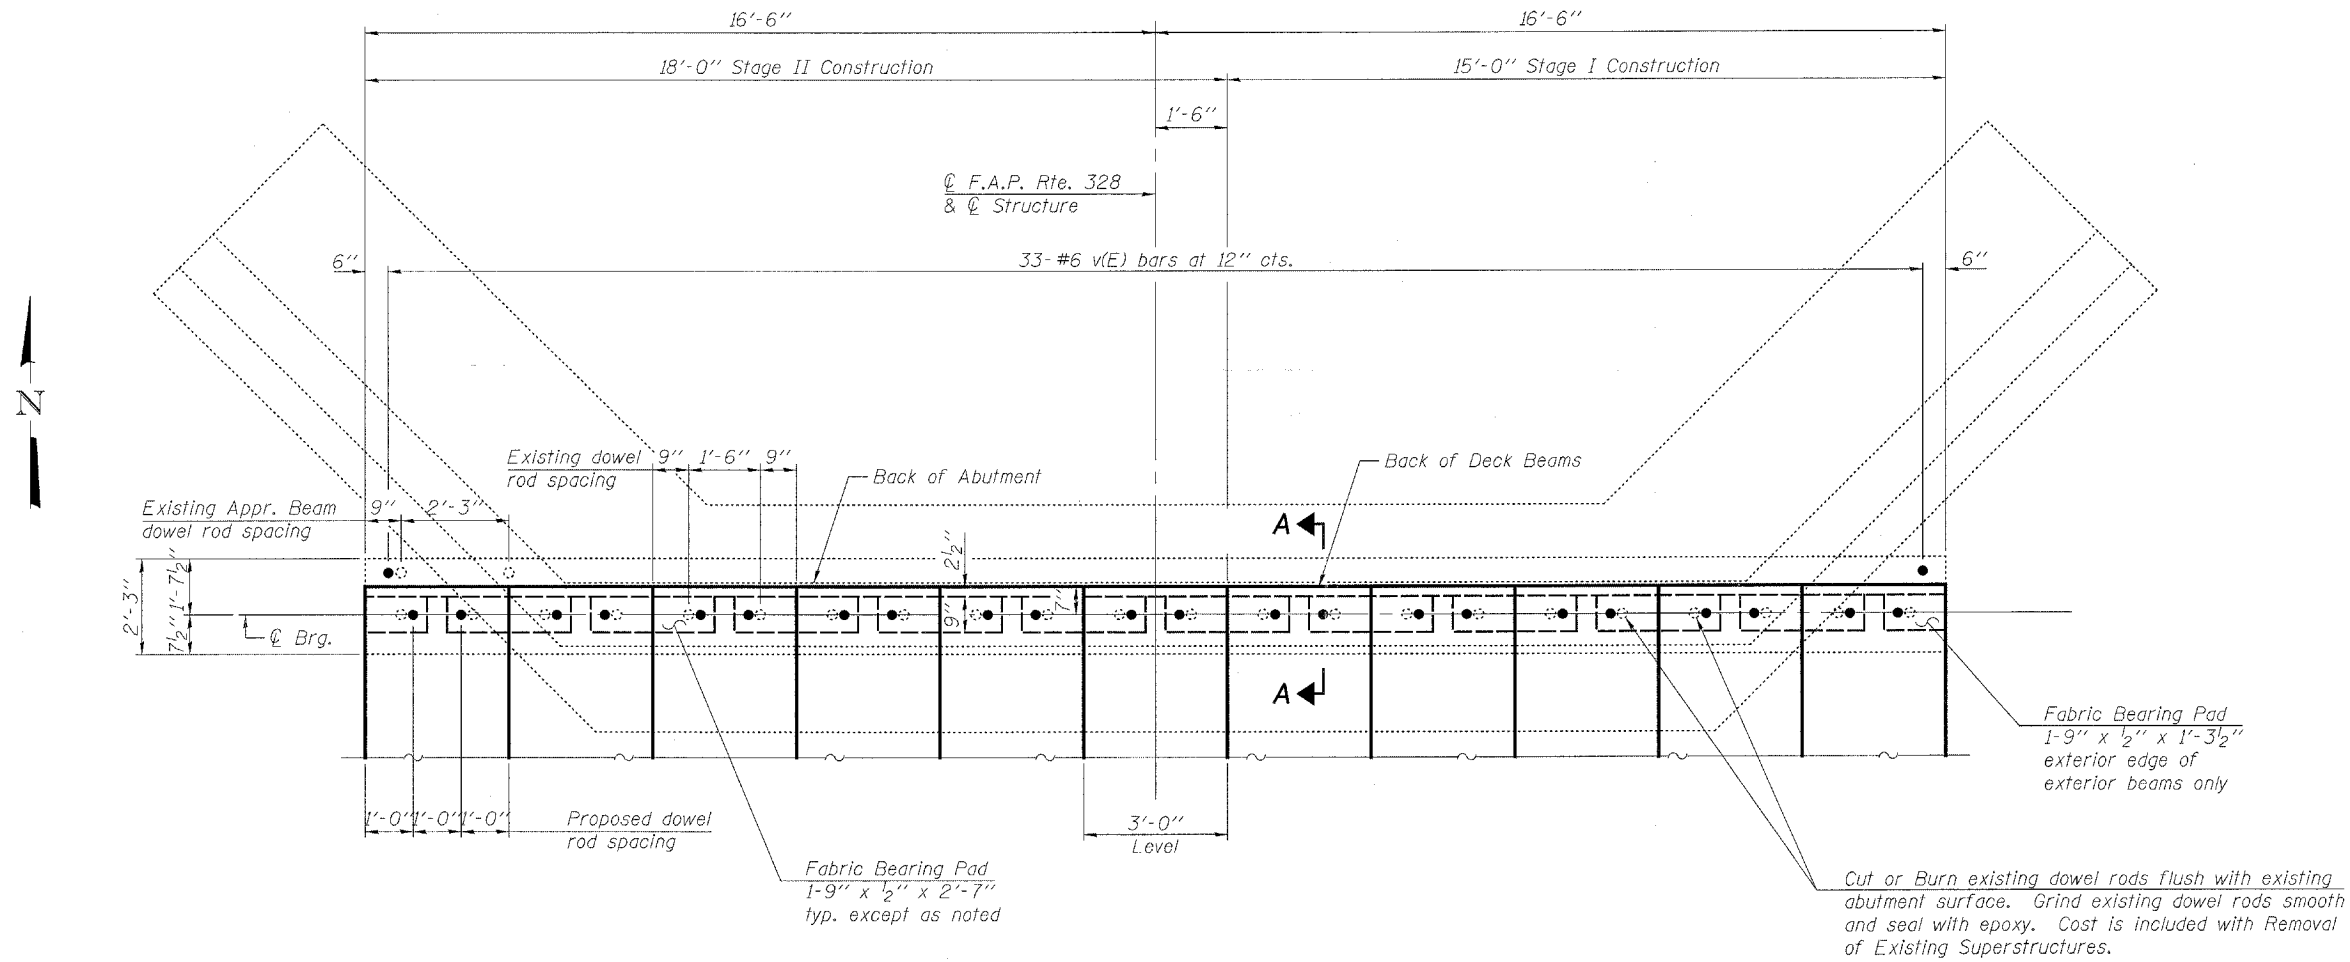 16'-6"
16'-6"
18'-0" Stage II Construction
15'-0" Stage I Construction
1'-6"
℄ F.A.P. Rte. 328
& ℄ Structure
6"
33-#6 v(E) bars at 12" cts.
6"
N
Existing dowel
rod spacing
9"
1'-6"
9"
Back of Abutment
Back of Deck Beams
Existing Appr. Beam
dowel rod spacing
9"
2'-3"
A
2½"
2'-3"
1'-7½"
7½"
℄ Brg.
9"
7"
A
1'-0"
1'-0"
1'-0"
Proposed dowel
rod spacing
3'-0"
Level
Fabric Bearing Pad
1-9" x ½" x 2'-7"
typ. except as noted
Fabric Bearing Pad
1-9" x ½" x 1'-3½"
exterior edge of
exterior beams only
Cut or Burn existing dowel rods flush with existing
abutment surface. Grind existing dowel rods smooth
and seal with epoxy. Cost is included with Removal
of Existing Superstructures.